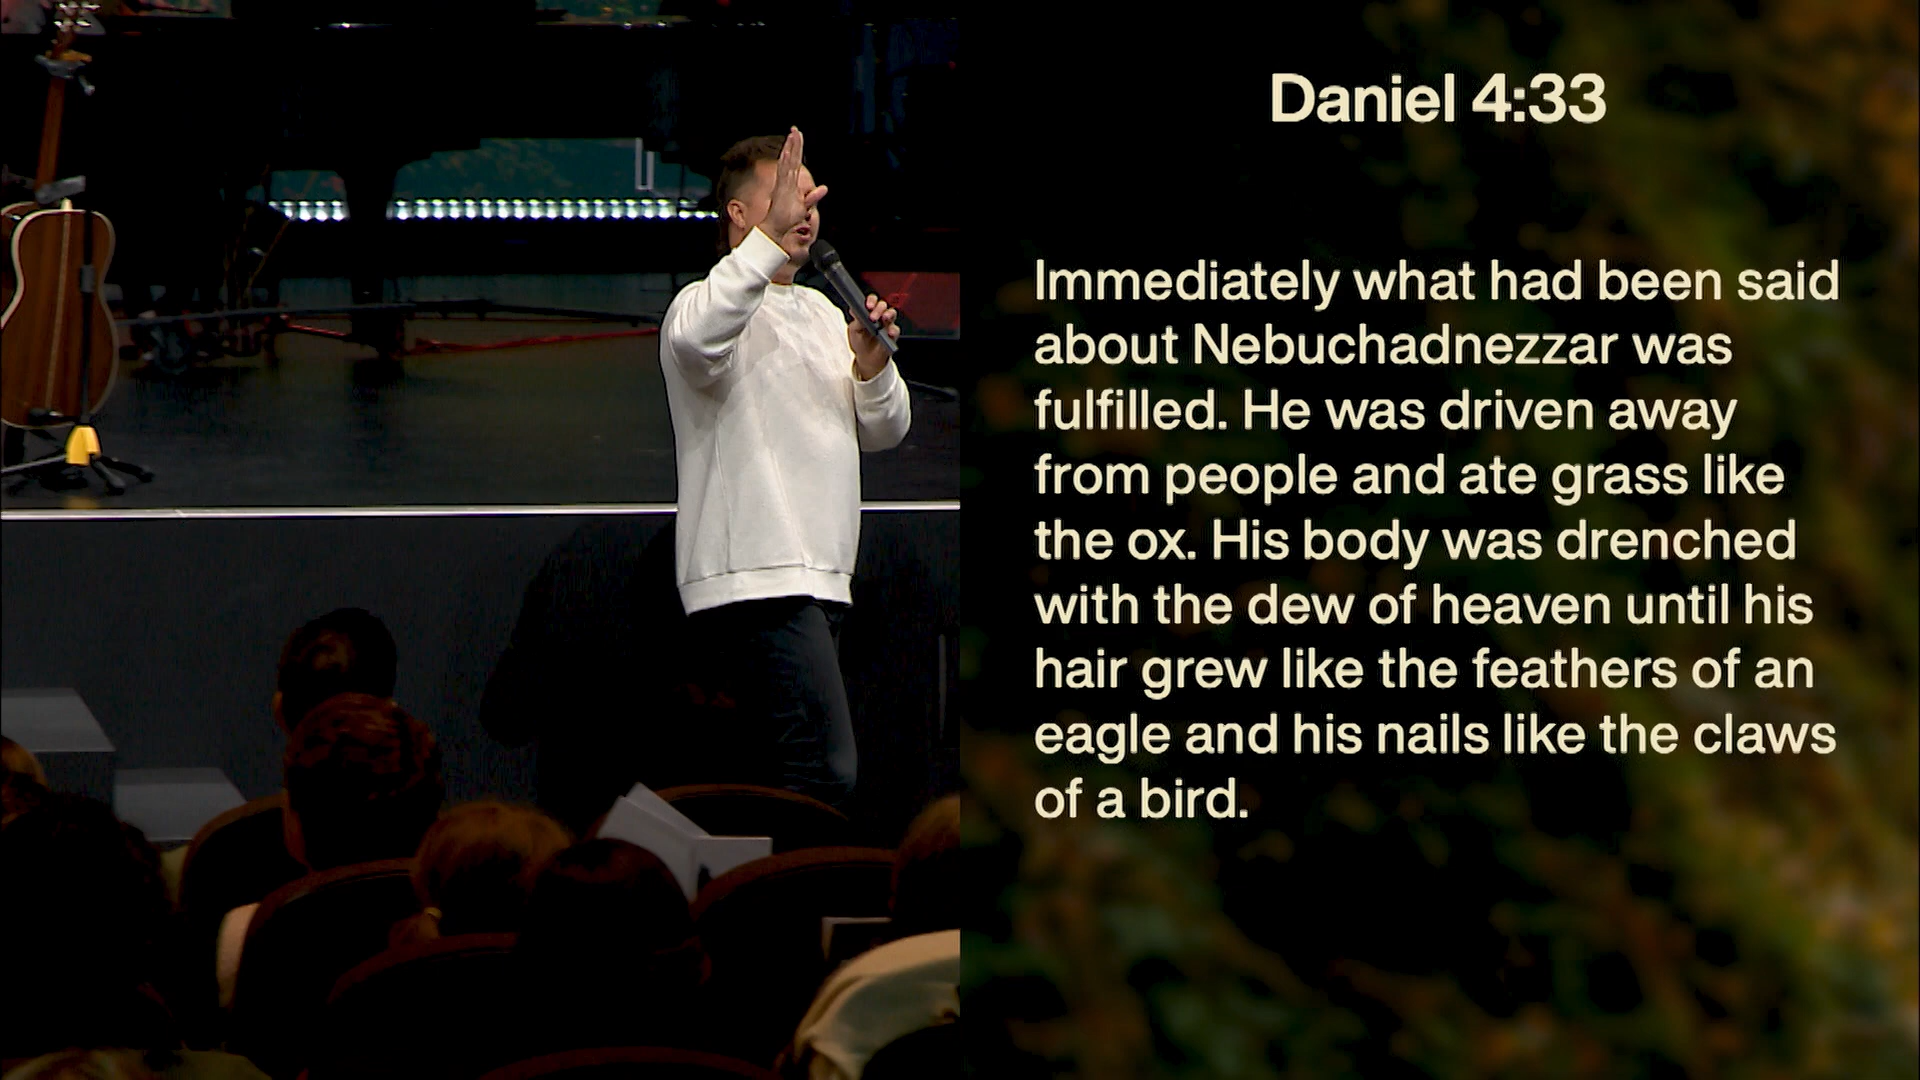 Daniel 4:33
Immediately what had been said
about Nebuchadnezzar was
fulfilled. He was driven away
from people and ate grass like
the ox. His body was drenched
with the dew of heaven until his
hair grew like the feathers of an
eagle and his nails like the claws
of a bird.